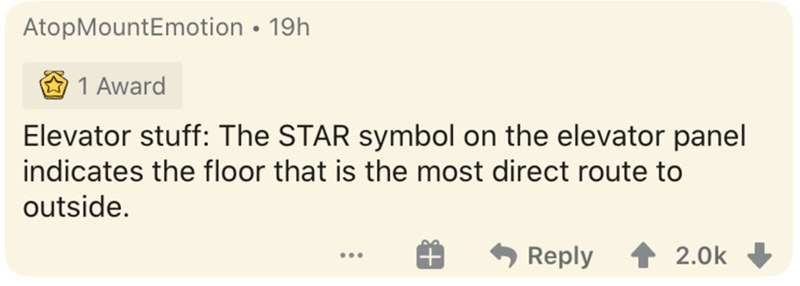 AtopMountEmotion • 19h
1 Award
Elevator stuff: The STAR symbol on the elevator panel
indicates the floor that is the most direct route to
outside.
••• Reply 2.0k